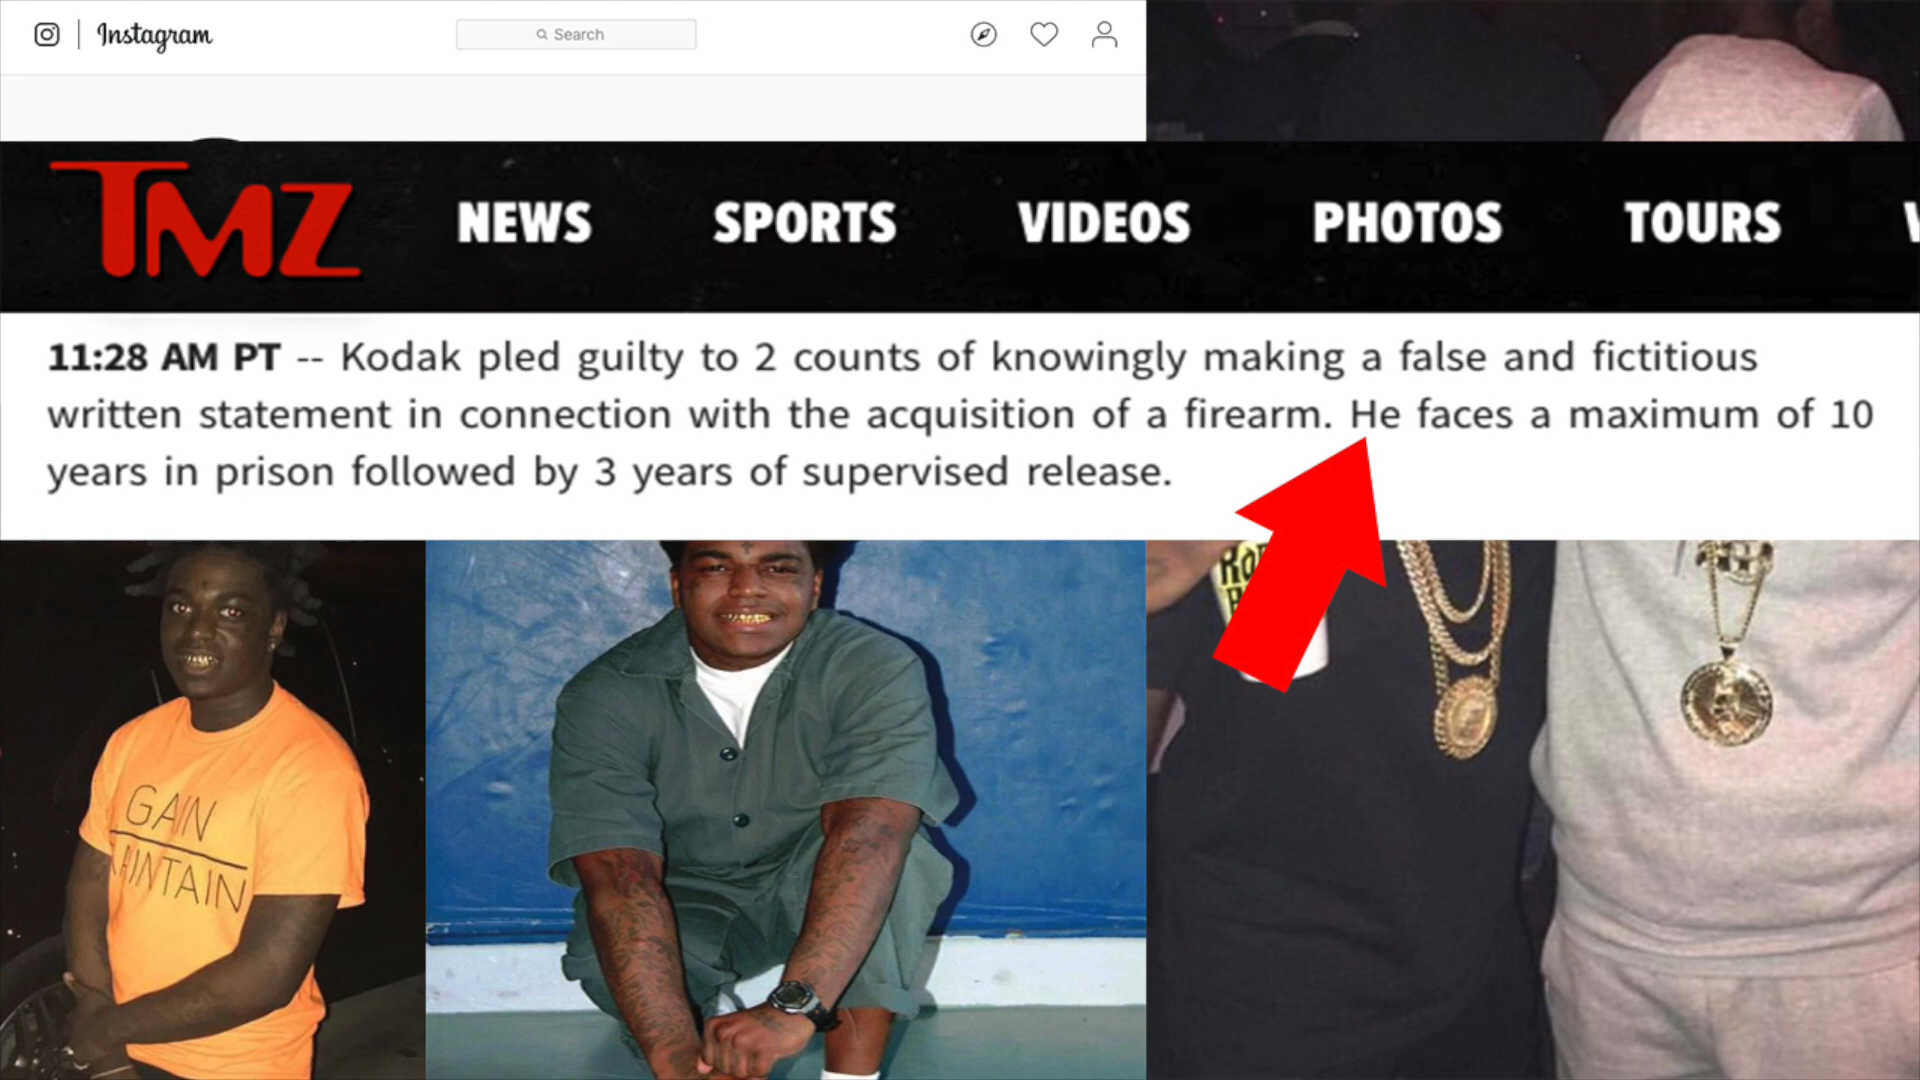 Instagram
Search
TMZ
NEWS SPORTS VIDEOS PHOTOS TOURS
11:28 AM PT -- Kodak pled guilty to 2 counts of knowingly making a false and fictitious
written statement in connection with the acquisition of a firearm. He faces a maximum of 10
years in prison followed by 3 years of supervised release.
GAIN